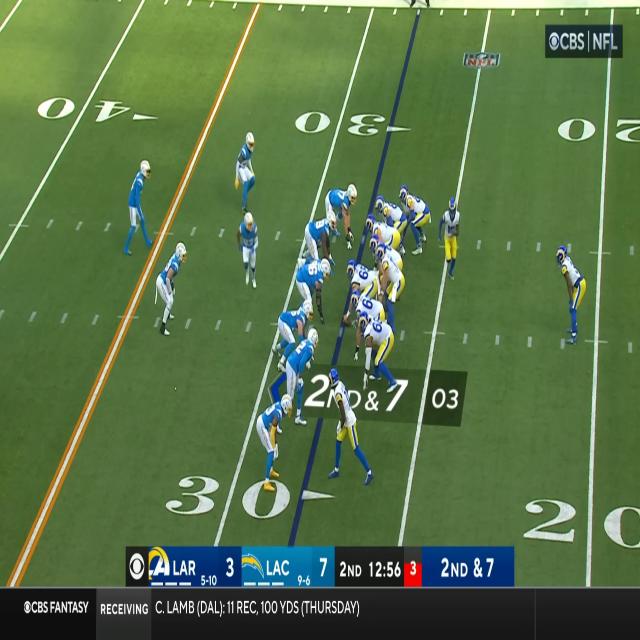 CBS NFL
NFL
40
30
20
2ND & 7 03
30
20
LAR 5-10 3 LAC 9-6 7 2ND 12:56 3 2ND & 7
CBS FANTASY RECEIVING C. LAMB (DAL): 11 REC, 100 YDS (THURSDAY)